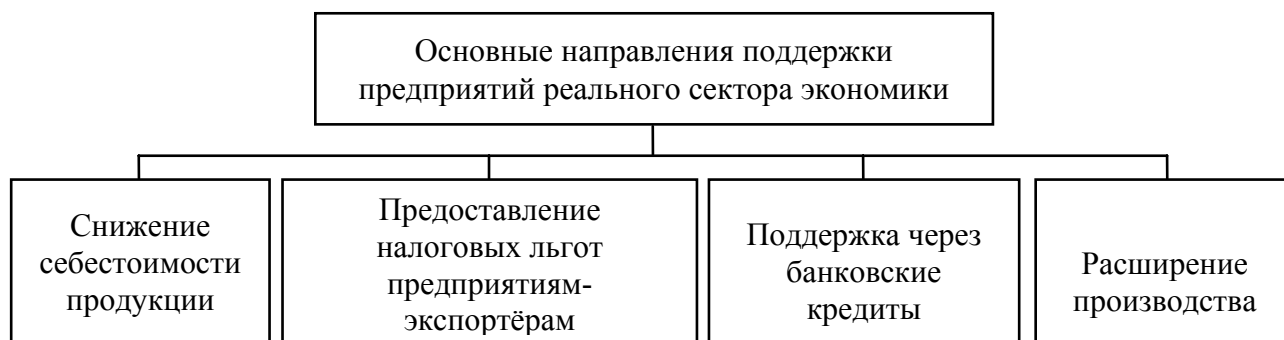 Основные направления поддержки
предприятий реального сектора экономики
Снижение
себестоимости
продукции
Предоставление
налоговых льгот
предприятиям-
экспортёрам
Поддержка через
банковские
кредиты
Расширение
производства